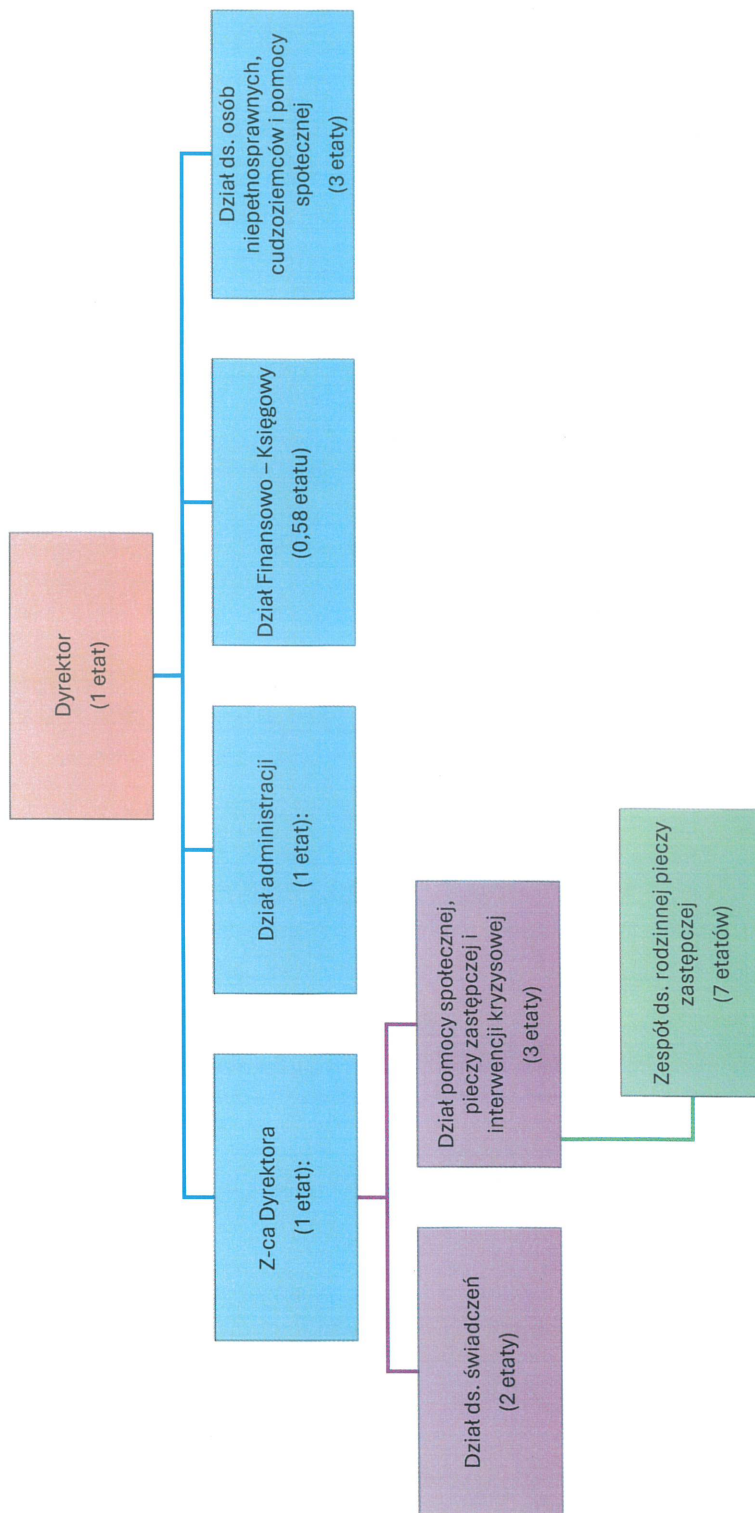 Dyrektor
(1 etat)
Z-ca Dyrektora
(1 etat):
Dział administracji
(1 etat):
Dział Finansowo – Księgowy
(0,58 etatu)
Dział ds. osób
niepełnosprawnych,
cudzoziemców i pomocy
społecznej
(3 etaty)
Dział ds. świadczeń
(2 etaty)
Dział pomocy społecznej,
pieczy zastępczej i
interwencji kryzysowej
(3 etaty)
Zespół ds. rodzinnej pieczy
zastępczej
(7 etatów)